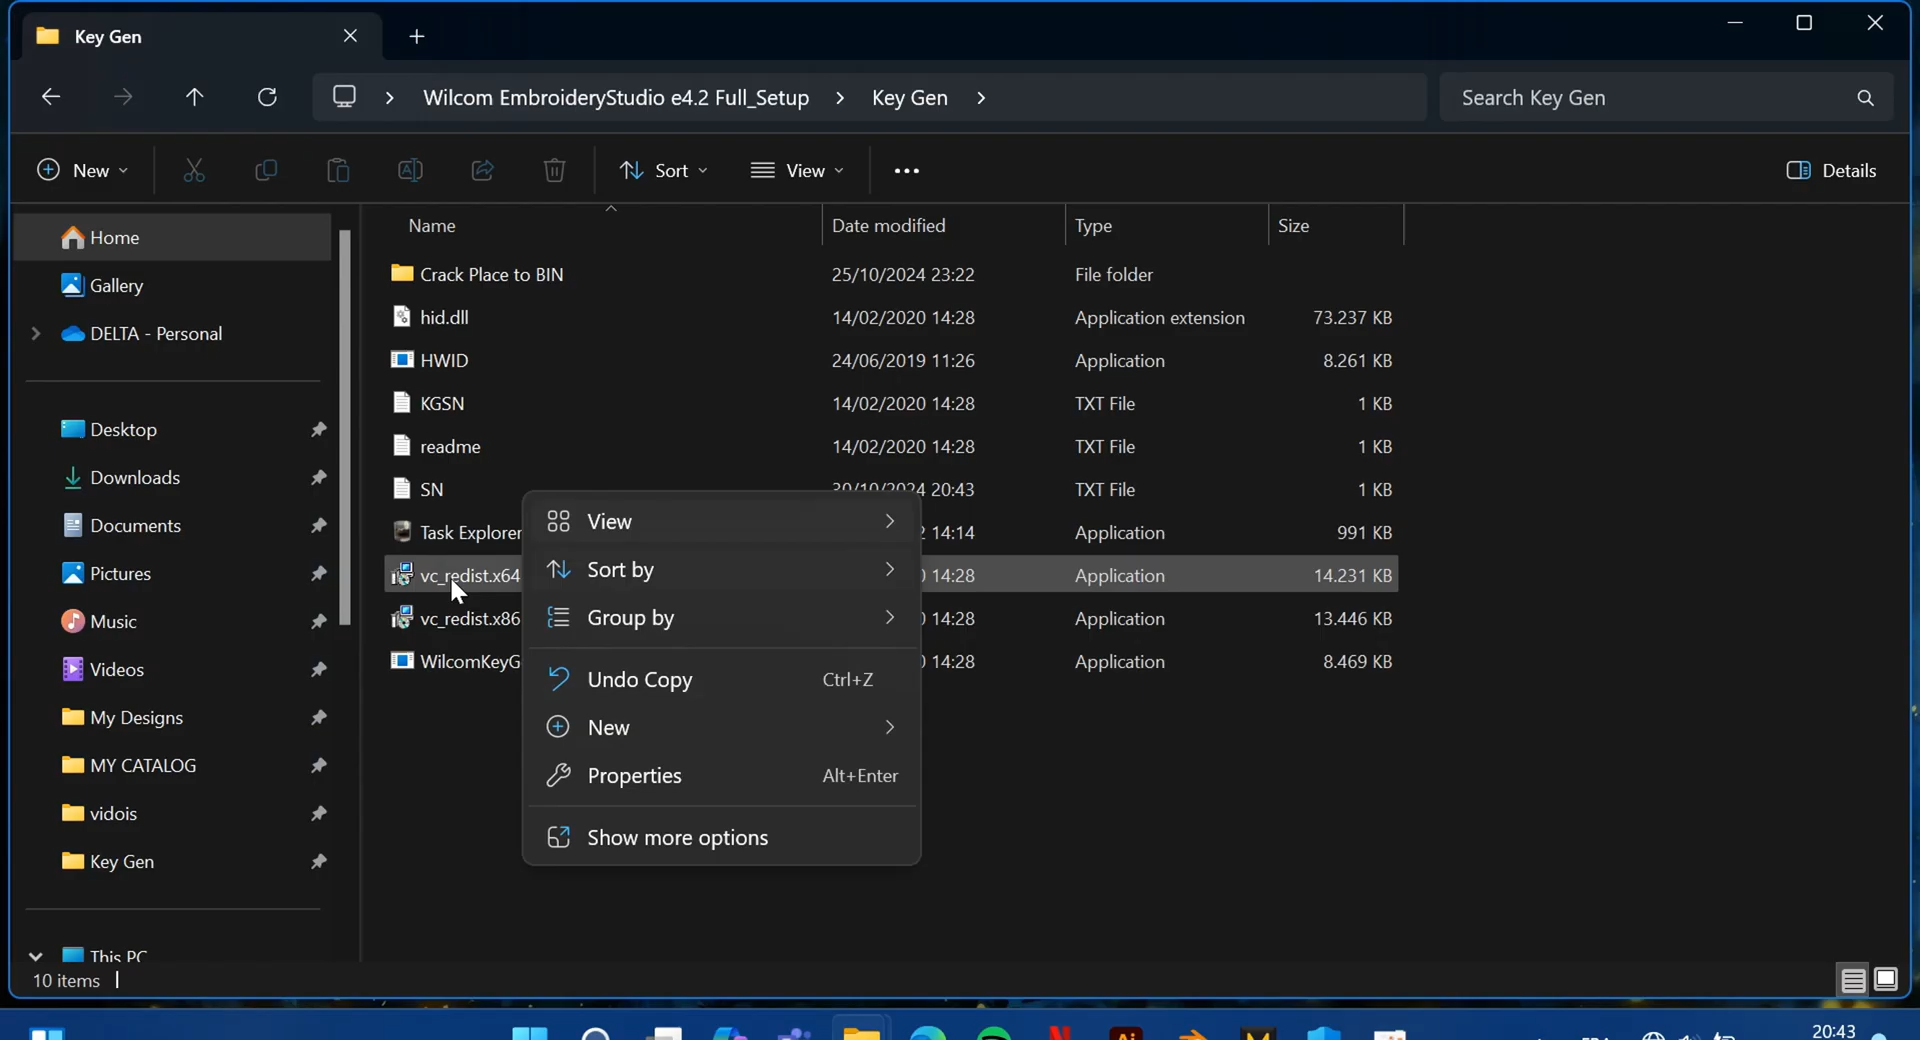 Key Gen
Wilcom EmbroideryStudio e4.2 Full_Setup
Key Gen
Search Key Gen
New
Sort
View
Details
Name
Date modified
Type
Size
Home
Gallery
DELTA - Personal
Desktop
Downloads
Documents
Pictures
Music
Videos
My Designs
MY CATALOG
vidois
Key Gen
This PC
Crack Place to BIN 25/10/2024 23:22 File folder
hid.dll 14/02/2020 14:28 Application extension 73.237 KB
HWID 24/06/2019 11:26 Application 8.261 KB
KGSN 14/02/2020 14:28 TXT File 1 KB
readme 14/02/2020 14:28 TXT File 1 KB
SN 30/10/2024 20:43 TXT File 1 KB
Task Explorer 14:14 Application 991 KB
vc_redist.x64 14:28 Application 14.231 KB
vc_redist.x86 14:28 Application 13.446 KB
WilcomKeyG 14:28 Application 8.469 KB
View
Sort by
Group by
Undo Copy Ctrl+Z
New
Properties Alt+Enter
Show more options
10 items
20:43